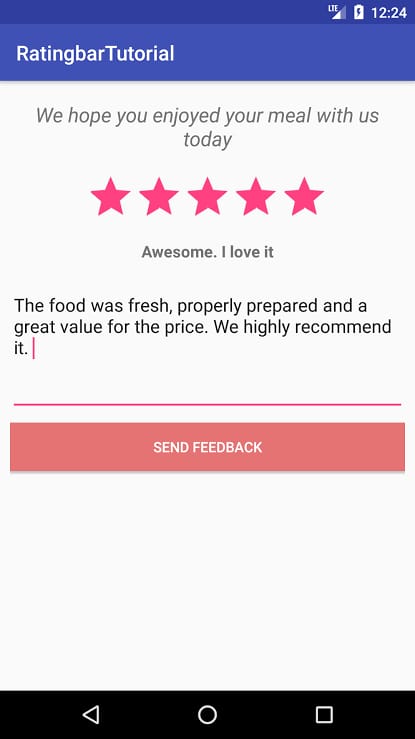 LTE 12:24
RatingbarTutorial
We hope you enjoyed your meal with us
today
Awesome. I love it
The food was fresh, properly prepared and a
great value for the price. We highly recommend
it.
SEND FEEDBACK